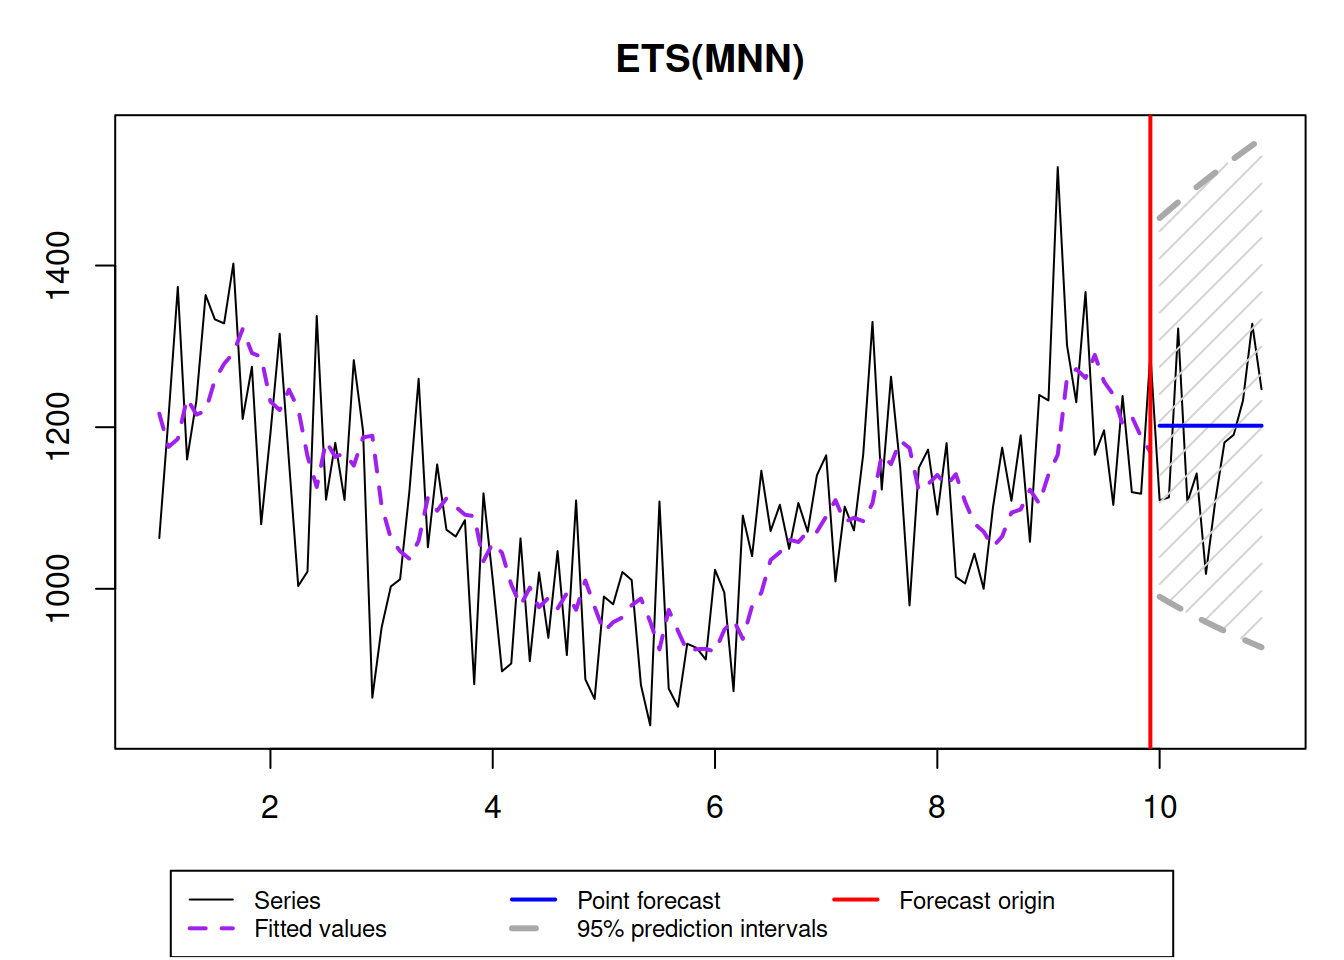 ETS(MNN)
1400
1200
1000
2 4 6 8 10
Series Point forecast Forecast origin
Fitted values 95% prediction intervals